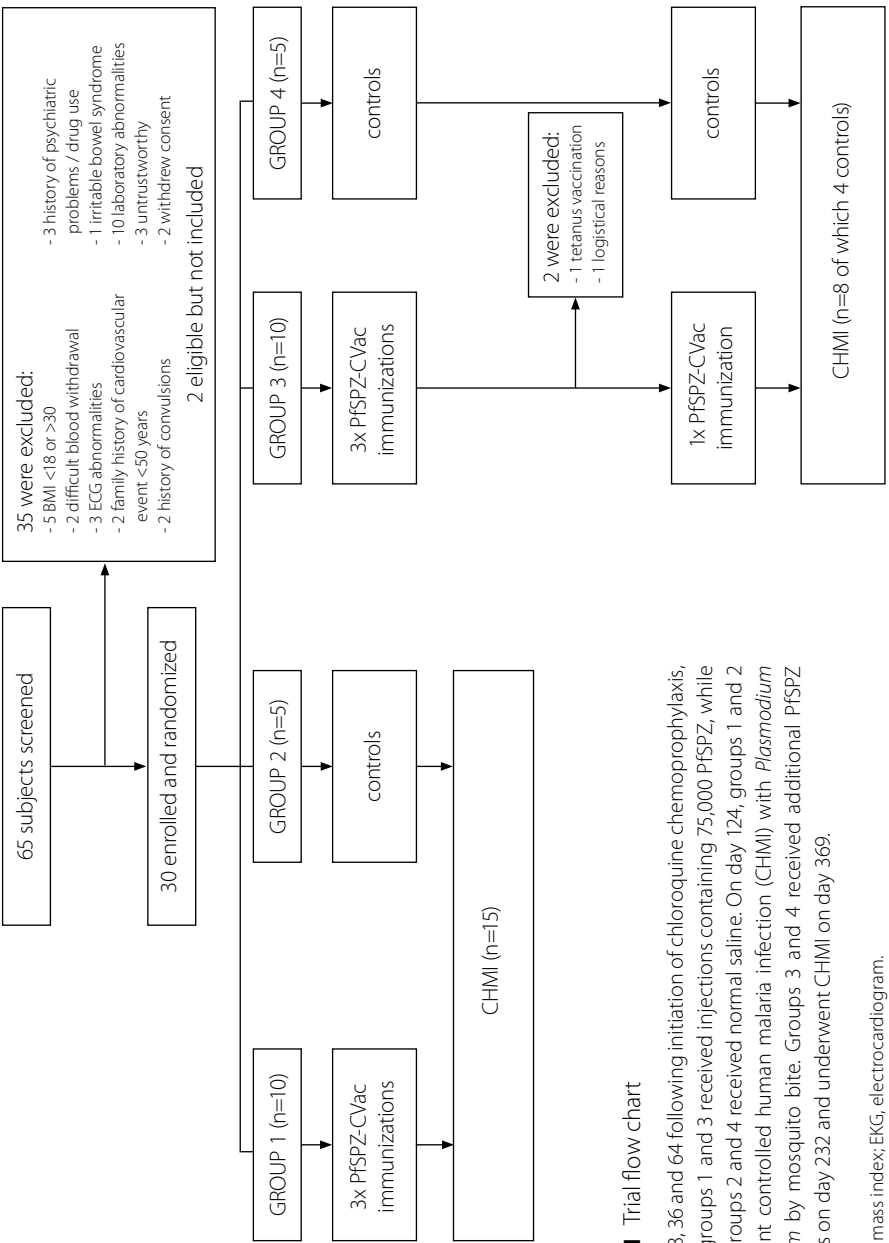 65 subjects screened
35 were excluded:
- 5 BMI <18 or >30
- 2 difficult blood withdrawal
- 3 ECG abnormalities
- 2 family history of cardiovascular
event <50 years
- 2 history of convulsions
- 3 history of psychiatric
problems / drug use
- 1 irritable bowel syndrome
- 10 laboratory abnormalities
- 3 untrustworthy
- 2 withdrew consent
2 eligible but not included
30 enrolled and randomized
GROUP 1 (n=10)
GROUP 2 (n=5)
GROUP 3 (n=10)
GROUP 4 (n=5)
3x PfSPZ-CVac
immunizations
controls
3x PfSPZ-CVac
immunizations
controls
2 were excluded:
- 1 tetanus vaccination
- 1 logistical reasons
1x PfSPZ-CVac
immunization
controls
CHMI (n=15)
CHMI (n=8 of which 4 controls)
Trial flow chart
, 36 and 64 following initiation of chloroquine chemoprophylaxis,
groups 1 and 3 received injections containing 75,000 PfSPZ, while
groups 2 and 4 received normal saline. On day 124, groups 1 and 2
nt controlled human malaria infection (CHMI) with Plasmodium
m by mosquito bite. Groups 3 and 4 received additional PfSPZ
s on day 232 and underwent CHMI on day 369.
mass index; EKG, electrocardiogram.